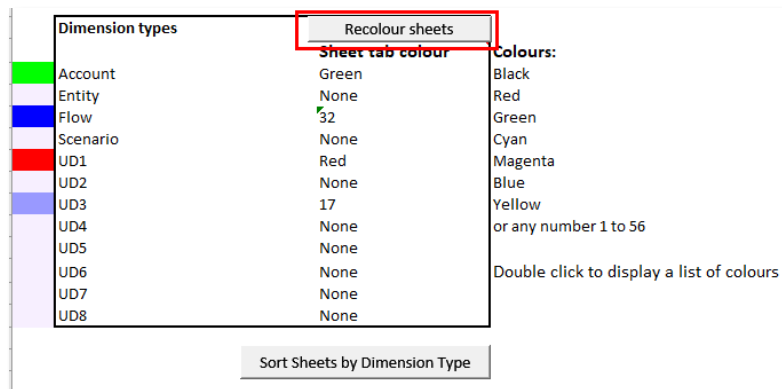 Dimension types Recolour sheets
Sheet tab colour Colours:
Account Green Black
Entity None Red
Flow 32 Green
Scenario None Cyan
UD1 Red Magenta
UD2 None Blue
UD3 17 Yellow
UD4 None or any number 1 to 56
UD5 None
UD6 None Double click to display a list of colours
UD7 None
UD8 None
Sort Sheets by Dimension Type